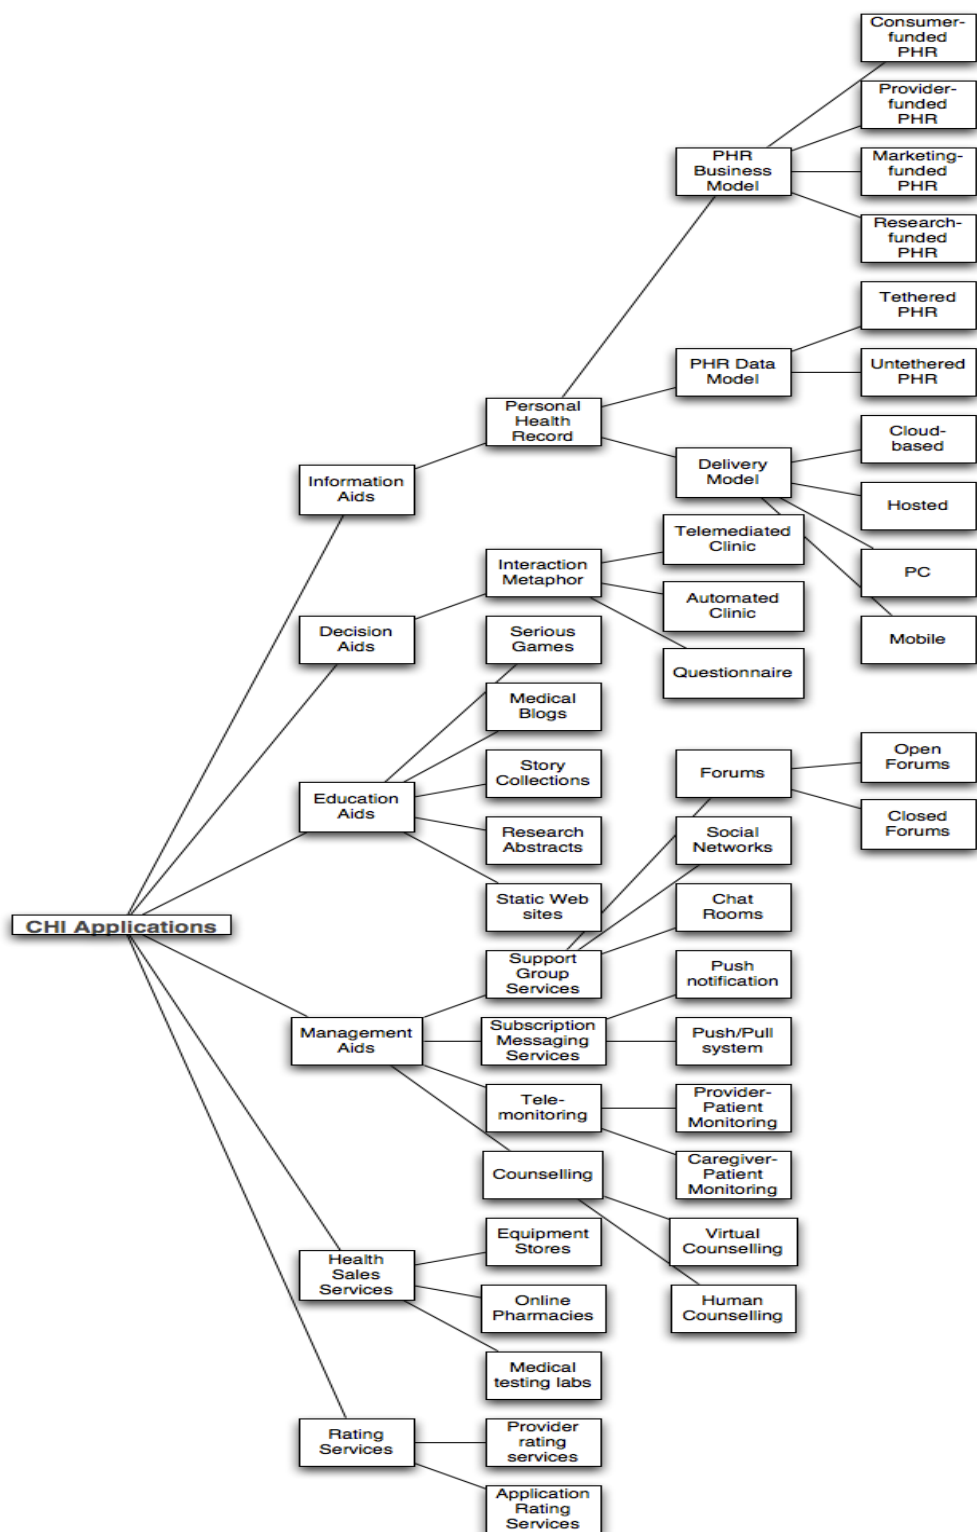 Consumer-
funded
PHR
Provider-
funded
PHR
PHR
Business
Model
Marketing-
funded
PHR
Research-
funded
PHR
Tethered
PHR
PHR Data
Model
Untethered
PHR
Personal
Health
Record
Cloud-
based
Delivery
Model
Information
Aids
Hosted
Telemediated
Clinic
Interaction
Metaphor
PC
Automated
Clinic
Decision
Aids
Serious
Games
Mobile
Questionnaire
Medical
Blogs
Open
Forums
Story
Collections
Forums
Education
Aids
Closed
Forums
Research
Abstracts
Social
Networks
Static Web
sites
Chat
Rooms
CHI Applications
Support
Group
Services
Push
notification
Management
Aids
Subscription
Messaging
Services
Push/Pull
system
Tele-
monitoring
Provider-
Patient
Monitoring
Counselling
Caregiver-
Patient
Monitoring
Equipment
Stores
Virtual
Counselling
Health
Sales
Services
Online
Pharmacies
Human
Counselling
Medical
testing labs
Rating
Services
Provider
rating
services
Application
Rating
Services